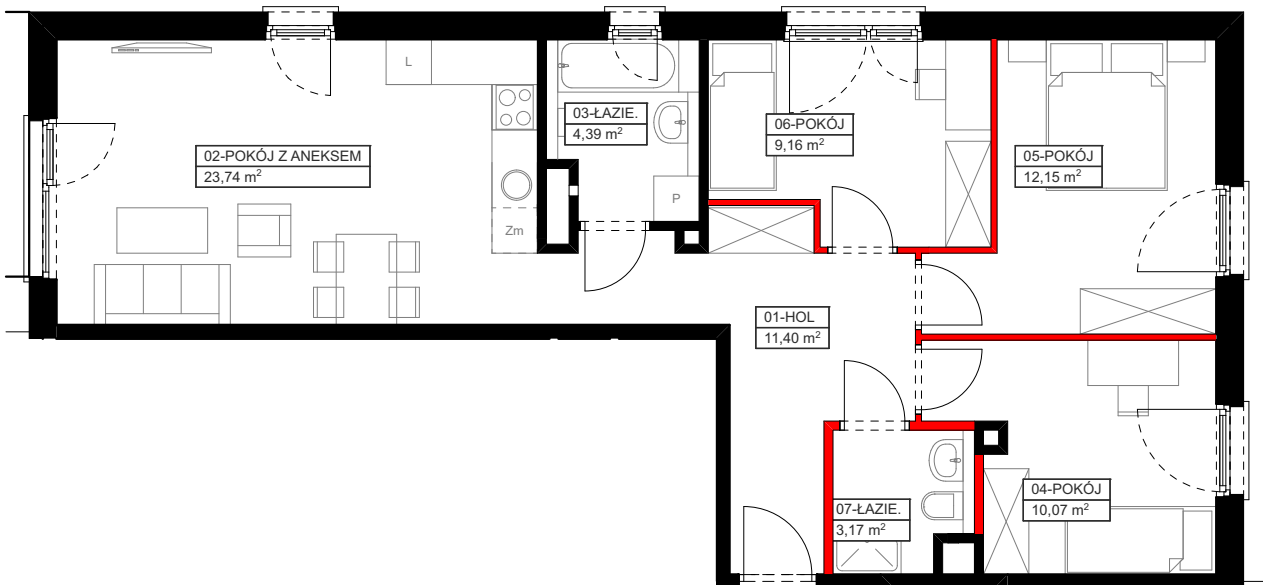 L
03-ŁAZIE.
4,39 m²
06-POKÓJ
9,16 m²
02-POKÓJ Z ANEKSEM
23,74 m²
05-POKÓJ
12,15 m²
P
Zm
01-HOL
11,40 m²
04-POKÓJ
10,07 m²
07-ŁAZIE.
3,17 m²